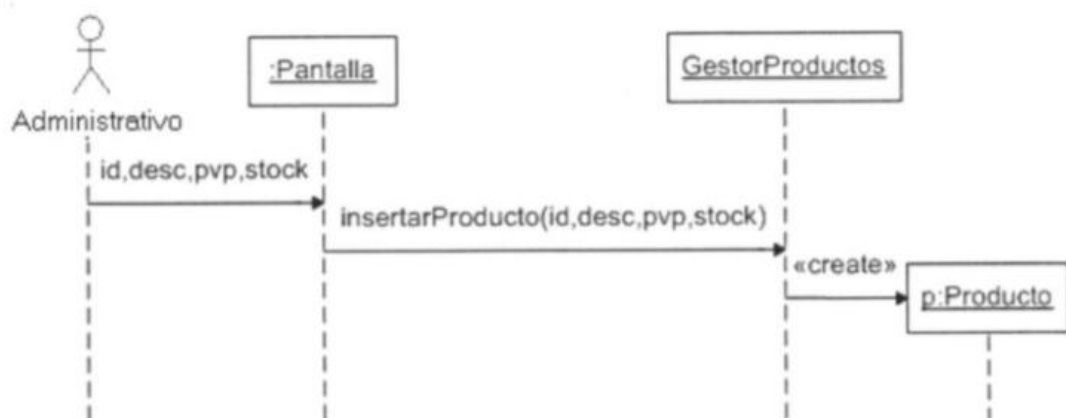 :Pantalla
GestorProductos
Administrativo
id,desc,pvp,stock
insertarProducto(id,desc,pvp,stock)
«create»
p:Producto